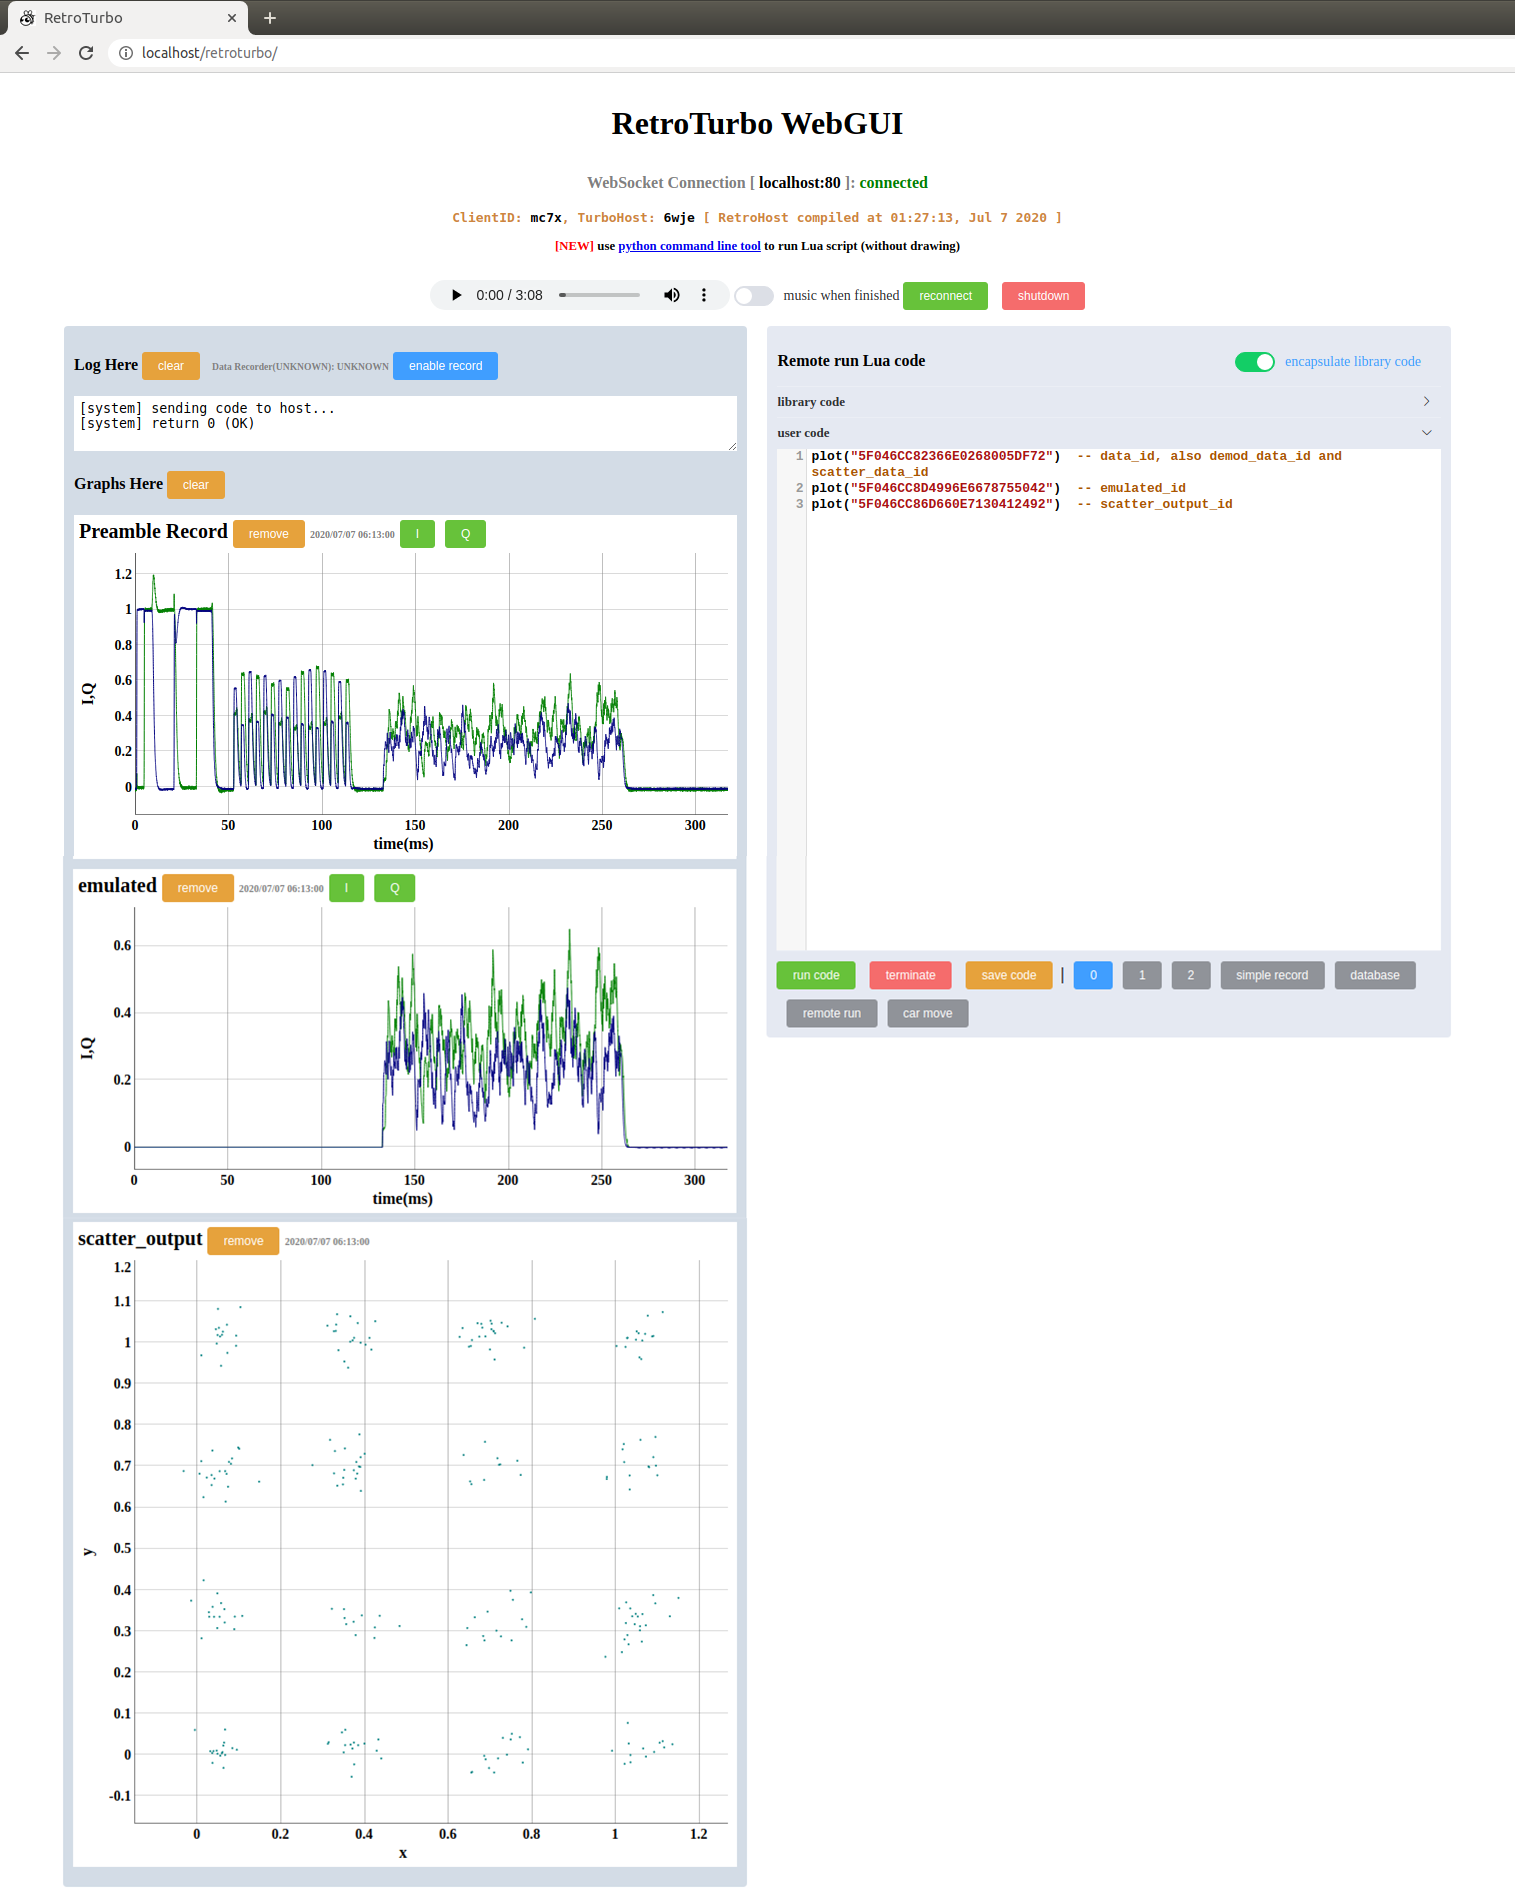 RetroTurbo
localhost/retroturbo/
RetroTurbo WebGUI
WebSocket Connection [ localhost:80 ]: connected
ClientID: mc7x, TurboHost: 6wje [ RetroHost compiled at 01:27:13, Jul 7 2020 ]
[NEW] use python command line tool to run Lua script (without drawing)
0:00 / 3:08 music when finished reconnect shutdown
Log Here clear Data Recorder(UNKNOWN): UNKNOWN enable record
[system] sending code to host...
[system] return 0 (OK)
Graphs Here clear
Preamble Record remove 2020/07/07 06:13:00 I Q
1.2
1
0.8
0.6
0.4
0.2
0
I,Q
0 50 100 150 200 250 300
time(ms)
emulated remove 2020/07/07 06:13:00 I Q
0.6
0.4
0.2
0
I,Q
0 50 100 150 200 250 300
time(ms)
scatter_output remove 2020/07/07 06:13:00
1.2
1.1
1
0.9
0.8
0.7
0.6
0.5
0.4
0.3
0.2
0.1
0
-0.1
y
0 0.2 0.4 0.6 0.8 1 1.2
x
Remote run Lua code encapsulate library code
library code
user code
1 plot("5F046CC82366E0268005DF72") -- data_id, also demod_data_id and
scatter_data_id
2 plot("5F046CC8D4996E6678755042") -- emulated_id
3 plot("5F046CC86D660E7130412492") -- scatter_output_id
run code terminate save code | 0 1 2 simple record database
remote run car move